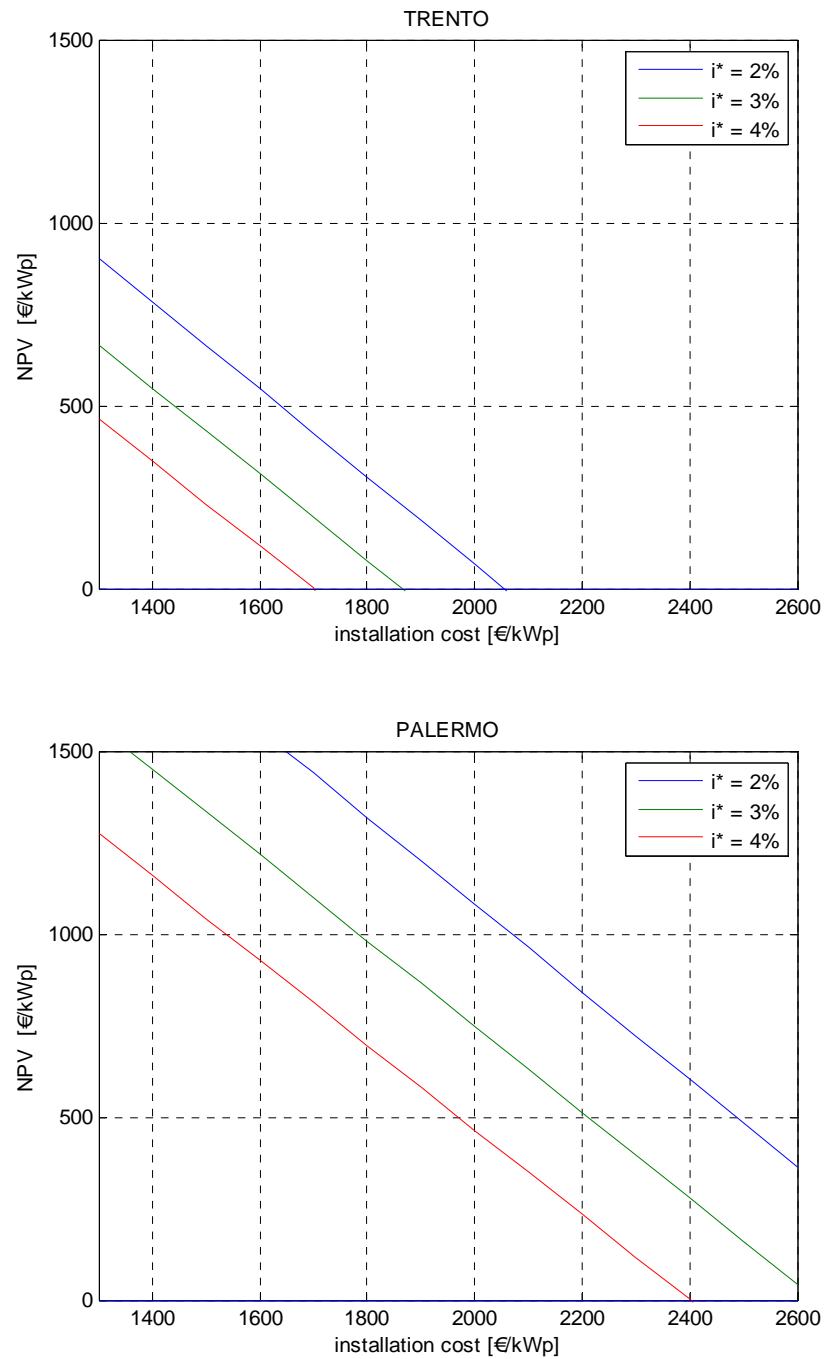 TRENTO
1500
i* = 2%
i* = 3%
i* = 4%
1000
NPV [€/kWp]
500
0
1400 1600 1800 2000 2200 2400 2600
installation cost [€/kWp]
PALERMO
1500
i* = 2%
i* = 3%
i* = 4%
1000
NPV [€/kWp]
500
0
1400 1600 1800 2000 2200 2400 2600
installation cost [€/kWp]